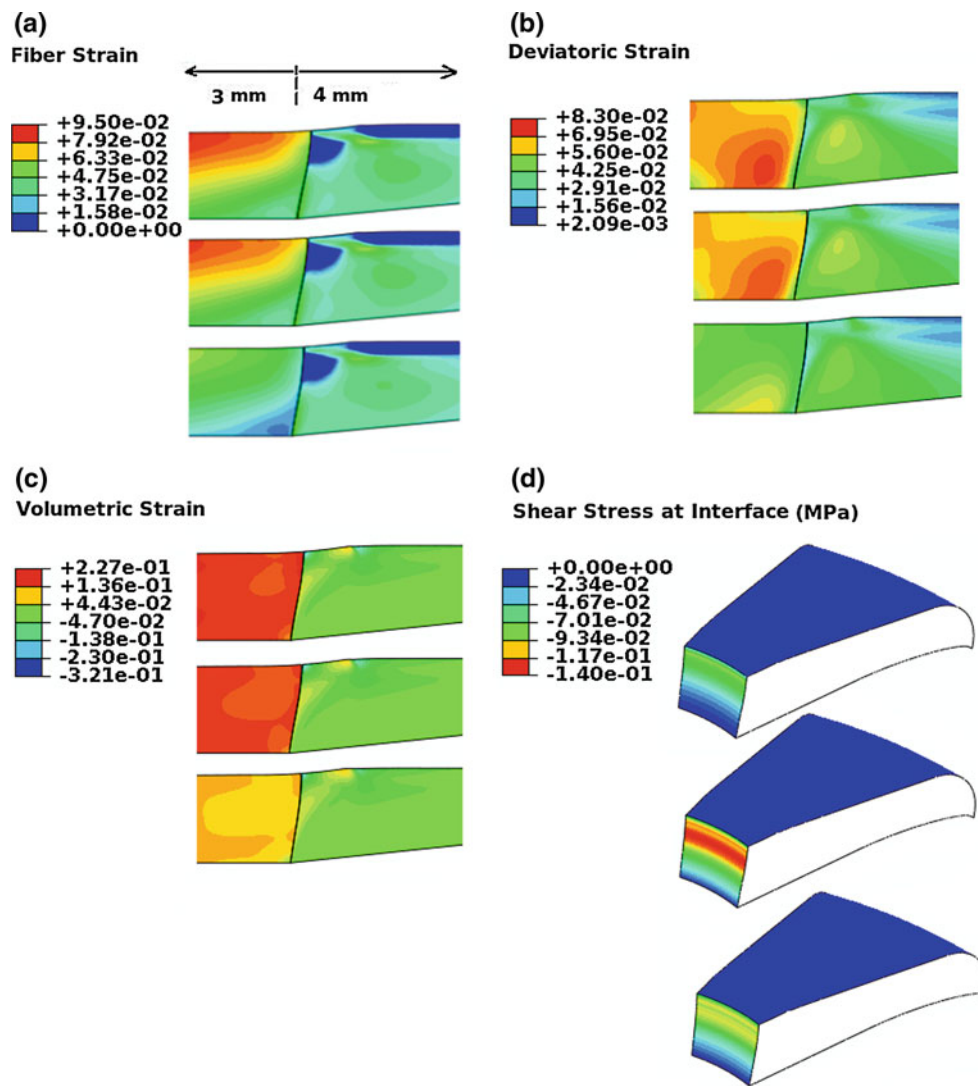 (a)
Fiber Strain
3 mm
4 mm
+9.50e-02
+7.92e-02
+6.33e-02
+4.75e-02
+3.17e-02
+1.58e-02
+0.00e+00
(b)
Deviatoric Strain
+8.30e-02
+6.95e-02
+5.60e-02
+4.25e-02
+2.91e-02
+1.56e-02
+2.09e-03
(c)
Volumetric Strain
+2.27e-01
+1.36e-01
+4.43e-02
-4.70e-02
-1.38e-01
-2.30e-01
-3.21e-01
(d)
Shear Stress at Interface (MPa)
+0.00e+00
-2.34e-02
-4.67e-02
-7.01e-02
-9.34e-02
-1.17e-01
-1.40e-01